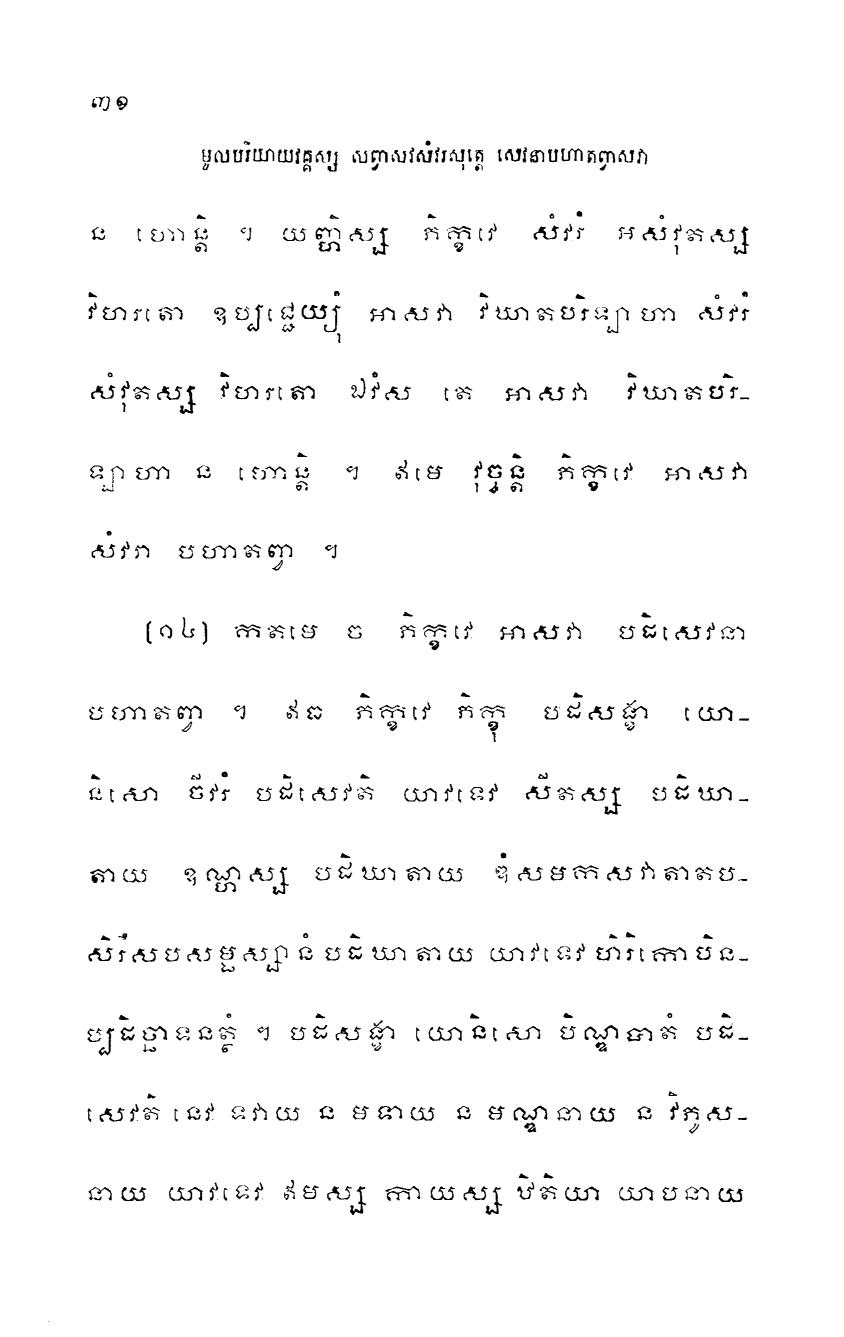 ៣១
មូលបរិយាយវគ្គស្ស សព្វាសវសំវរសុត្តេ សេវនាបហាតព្វាសវា
ន ហោន្តិ ។ យញ្ហិស្ស ភិក្ខវេ សំវរំ អសំវុតស្ស
វិហរតោ ឧប្បជ្ជេយ្យុំ អាសវា វិឃាតបរិឡាហា សំវរំ
សំវុតស្ស វិហរតោ ឯវំស តេ អាសវា វិឃាតបរិ-
ឡាហា ន ហោន្តិ ។ ឥមេ វុច្ចន្តិ ភិក្ខវេ អាសវា
សំវរា បហាតព្វា ។
(១៤) កតមេ ច ភិក្ខវេ អាសវា បដិសេវនា
បហាតព្វា ។ ឥធ ភិក្ខវេ ភិក្ខុ បដិសង្ខា យោ-
និសោ ចីវរំ បដិសេវតិ យាវទេវ សីតស្ស បដិឃា-
តាយ ឧណ្ហស្ស បដិឃាតាយ ឌំសមកសវាតាតប-
សិរឹសបសម្ផស្សានំ បដិឃាតាយ យាវទេវ ហិរិកោបិន-
ប្បដិច្ឆាទនត្ថំ ។ បដិសង្ខា យោនិសោ បិណ្ឌបាតំ បដិ-
សេវតិ នេវ ទវាយ ន មទាយ ន មណ្ឌនាយ ន វិភូស-
នាយ យាវទេវ ឥមស្ស កាយស្ស ឋិតិយា យាបនាយ